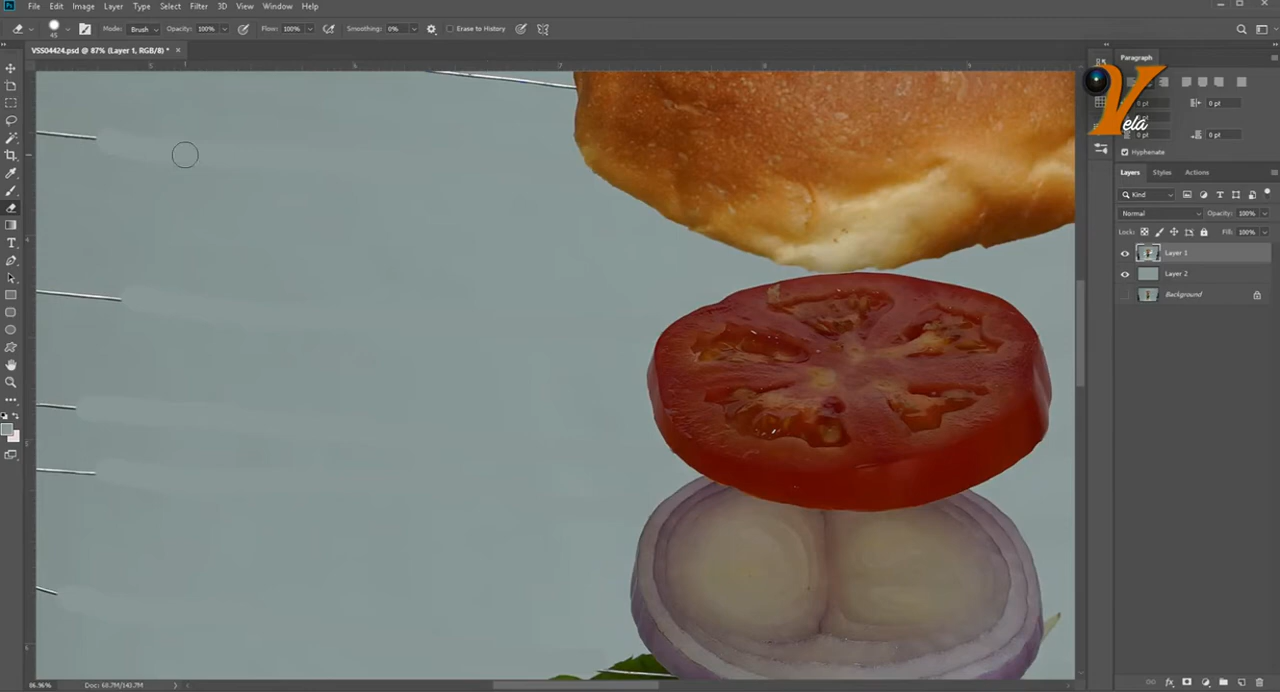 Ps File Edit Image Layer Type Select Filter 3D View Window Help
45 Mode: Brush Opacity: 100% Flow: 100% Smoothing: 0% Erase to History
VSS04424.psd @ 87% (Layer 1, RGB/8) * ×
Paragraph
0 pt 0 pt
0 pt 0 pt
Hyphenate
Vela
Layers Styles Actions
Kind
Normal Opacity: 100%
Lock: Fill: 100%
Layer 1
Layer 2
Background
86.96% Doc: 68.7M/143.7M